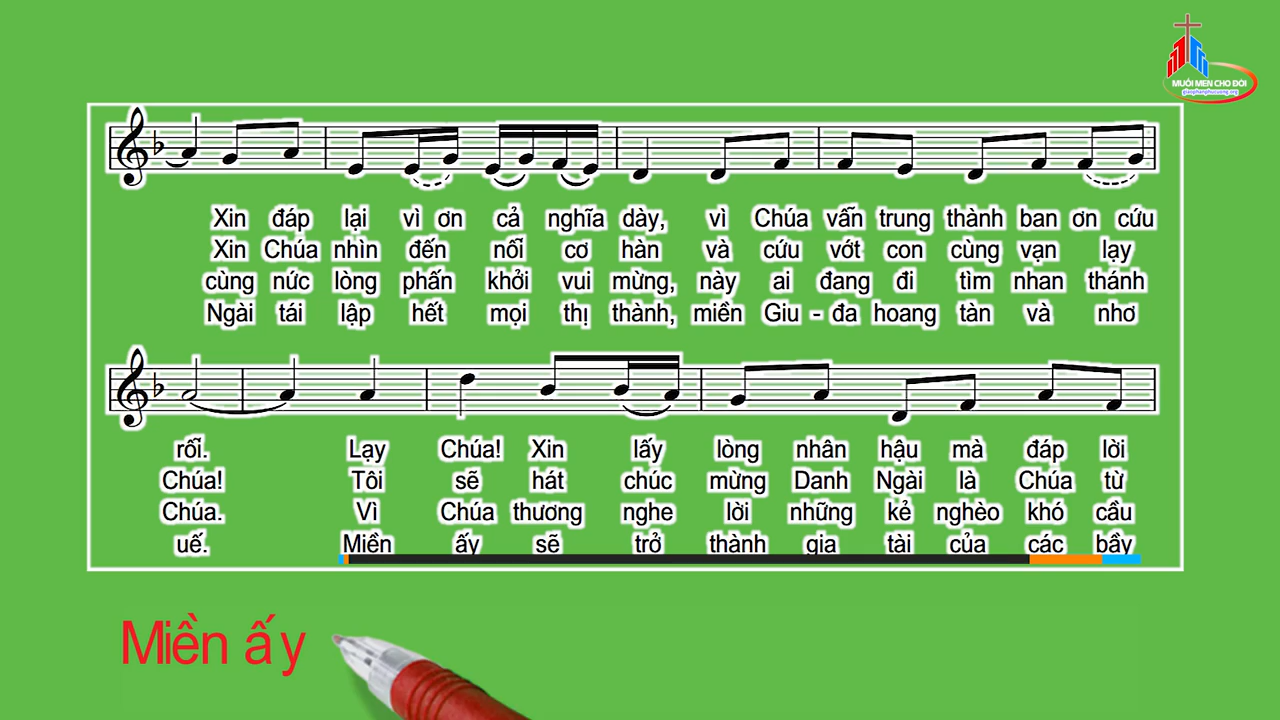 MUỐI MEN CHO ĐỜI
giaophanphucuong.org
Xin đáp lại vì ơn cả nghĩa dày, vì Chúa vẫn trung thành ban ơn cứu
Xin Chúa nhìn đến nỗi cơ hàn và cứu vớt con cùng vạn lạy
cùng nức lòng phấn khởi vui mừng, này ai đang đi tìm nhan thánh
Ngài tái lập hết mọi thị thành, miền Giu - đa hoang tàn và nhơ
rỗi. Lạy Chúa! Xin lấy lòng nhân hậu mà đáp lời
Chúa! Tôi sẽ hát chúc mừng Danh Ngài là Chúa từ
Chúa. Vì Chúa thương nghe lời những kẻ nghèo khó cầu
uế. Miền ấy sẽ trở thành gia tài của các bầy
Miền ấy